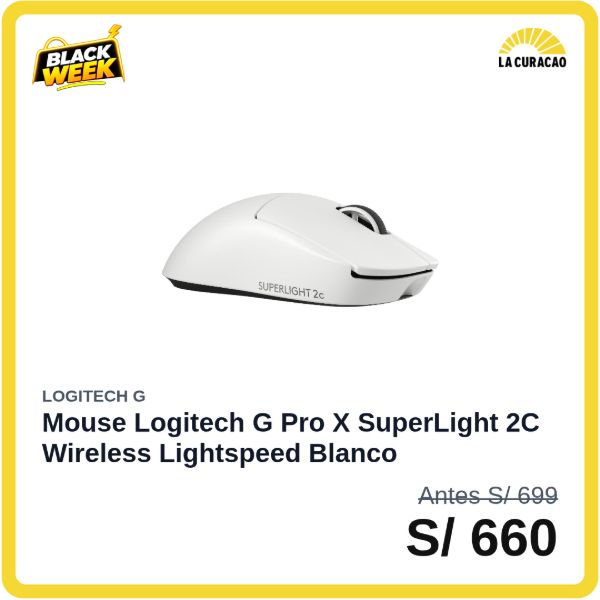 BLACK
WEEK
LA CURACAO
SUPERLIGHT 2c
LOGITECH G
Mouse Logitech G Pro X SuperLight 2C
Wireless Lightspeed Blanco
Antes S/ 699
S/ 660